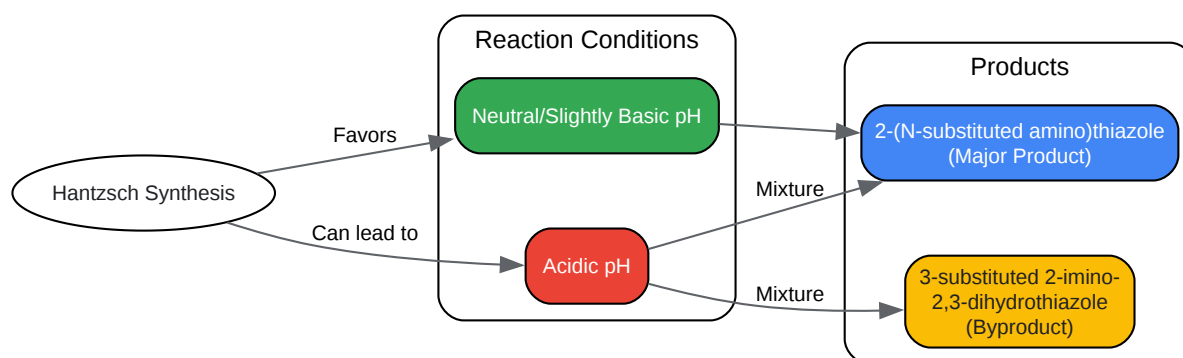 Reaction Conditions
Products
Neutral/Slightly Basic pH
2-(N-substituted amino)thiazole
(Major Product)
Favors
Hantzsch Synthesis
Mixture
Can lead to
Acidic pH
Mixture
3-substituted 2-imino-
2,3-dihydrothiazole
(Byproduct)